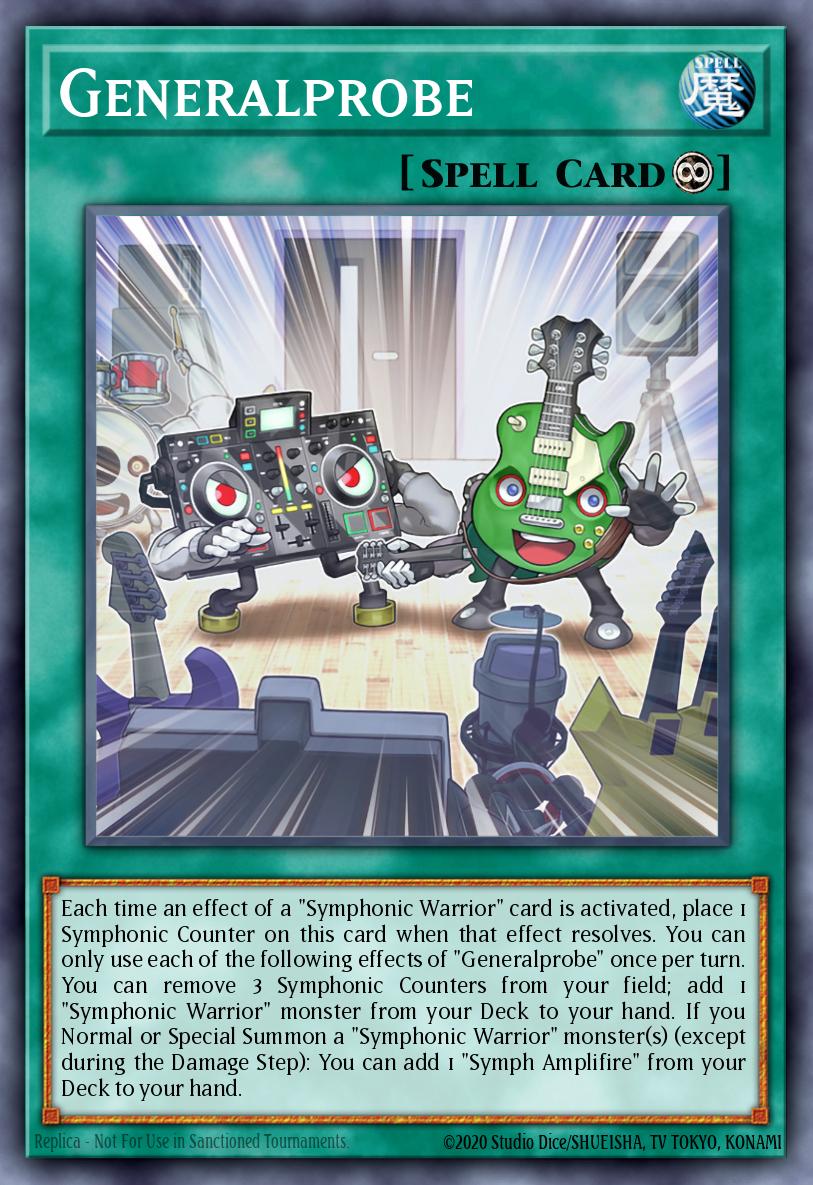 Generalprobe
SPELL
魔
[Spell Card]
Each time an effect of a "Symphonic Warrior" card is activated, place 1
Symphonic Counter on this card when that effect resolves. You can
only use each of the following effects of "Generalprobe" once per turn.
You can remove 3 Symphonic Counters from your field; add 1
"Symphonic Warrior" monster from your Deck to your hand. If you
Normal or Special Summon a "Symphonic Warrior" monster(s) (except
during the Damage Step): You can add 1 "Symph Amplifire" from your
Deck to your hand.
Replica - Not For Use in Sanctioned Tournaments.
©2020 Studio Dice/SHUEISHA, TV TOKYO, KONAMI